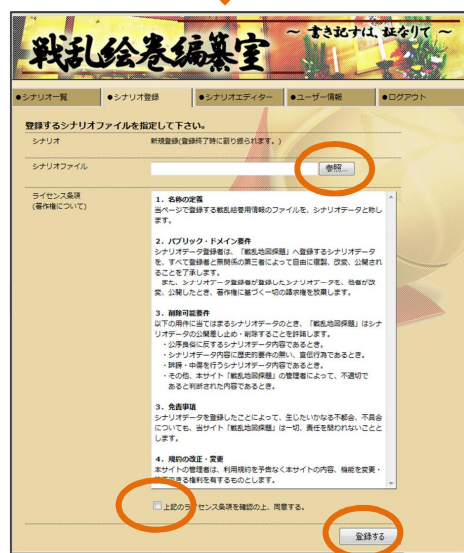 ～ 書き記すは、証なりて ～
戦乱絵巻編纂室
●シナリオ一覧
●シナリオ登録
●シナリオエディター
●ユーザー情報
●ログアウト
登録するシナリオファイルを指定して下さい。
シナリオ
新規登録(登録終了時に割り振られます。)
シナリオファイル
参照...
ライセンス条項
(著作権について)
1．名称の定義
当ページで登録する戦乱絵巻用情報のファイルを、シナリオデータと称し
ます。
2．パブリック・ドメイン要件
シナリオデータ登録者は、「戦乱地図探題」へ登録するシナリオデータ
を、すべて登録者と無関係の第三者によって自由に複製、改変、公開され
ることを了承します。
また、シナリオデータ登録者が登録したシナリオデータを、他者が改
変、公開したとき、著作権に基づく一切の請求権を放棄します。
3．削除可能要件
以下の用件に当てはまるシナリオデータのとき、「戦乱地図探題」はシナ
リオデータの公開差し止め・削除することを許諾します。
・公序良俗に反するシナリオデータ内容であるとき。
・シナリオデータ内容に歴史的要件の無い、宣伝行為であるとき。
・誹謗・中傷を行うシナリオデータ内容であるとき。
・その他、本サイト「戦乱地図探題」の管理者によって、不適切で
あると判断された内容であるとき。
3．免責事項
シナリオデータを登録したことによって、生じたいかなる不都合、不具合
についても、当サイト「戦乱地図探題」は一切、責任を問われないことと
します。
4．規約の改正・変更
本サイトの管理者は、利用規約を予告なく本サイトの内容、機能を変更・
できる権利を有するものとします。
上記のライセンス条項を確認の上、同意する。
登録する